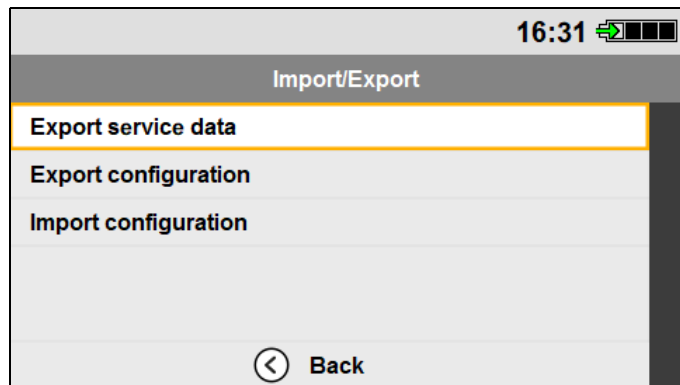 16:31
Import/Export
Export service data
Export configuration
Import configuration
Back